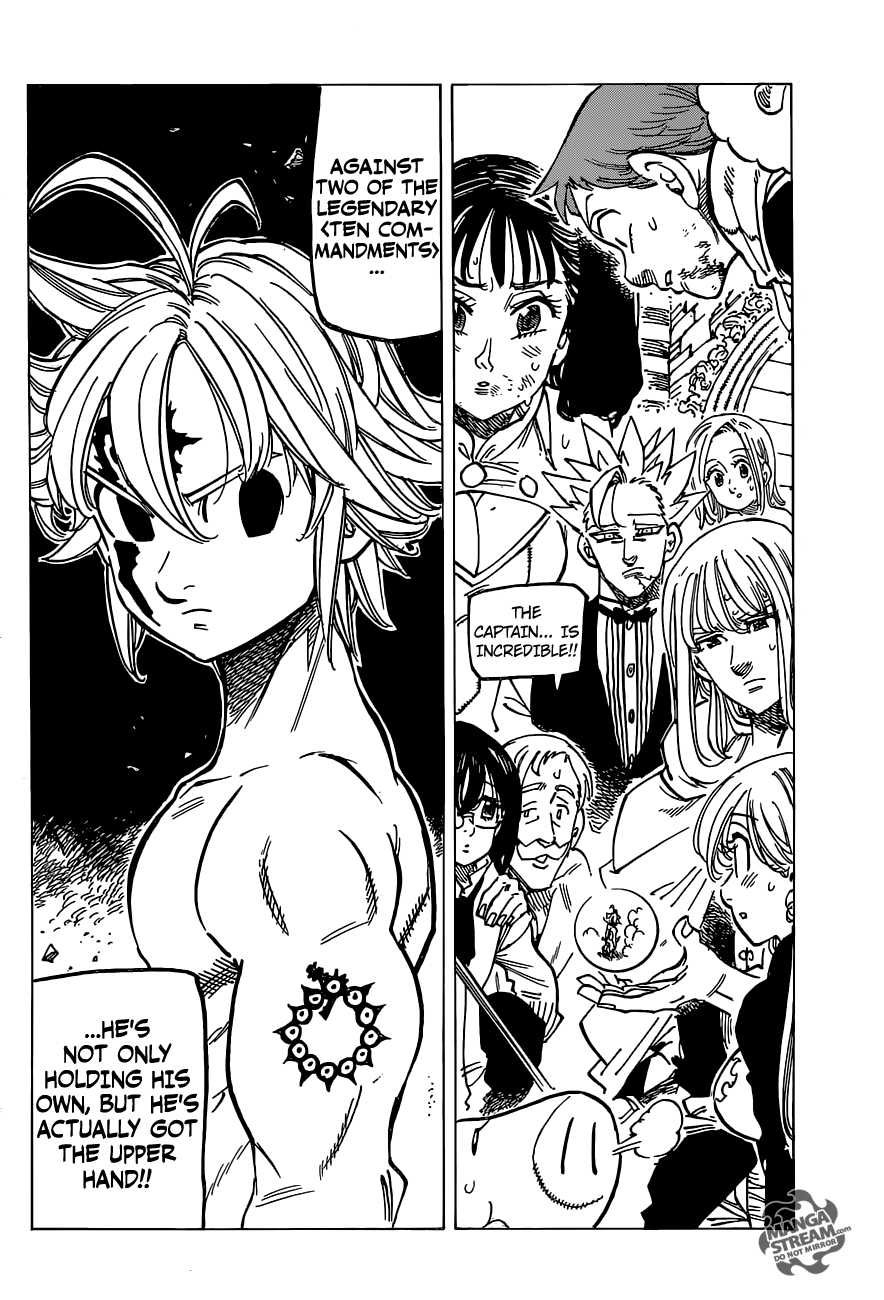 THE
CAPTAIN... IS
INCREDIBLE!!
AGAINST
TWO OF THE
LEGENDARY
<TEN COM-
MANDMENTS>
...
...HE'S
NOT ONLY
HOLDING HIS
OWN, BUT HE'S
ACTUALLY GOT
THE UPPER
HAND!!
MANGA
STREAM.com
DO NOT MIRROR